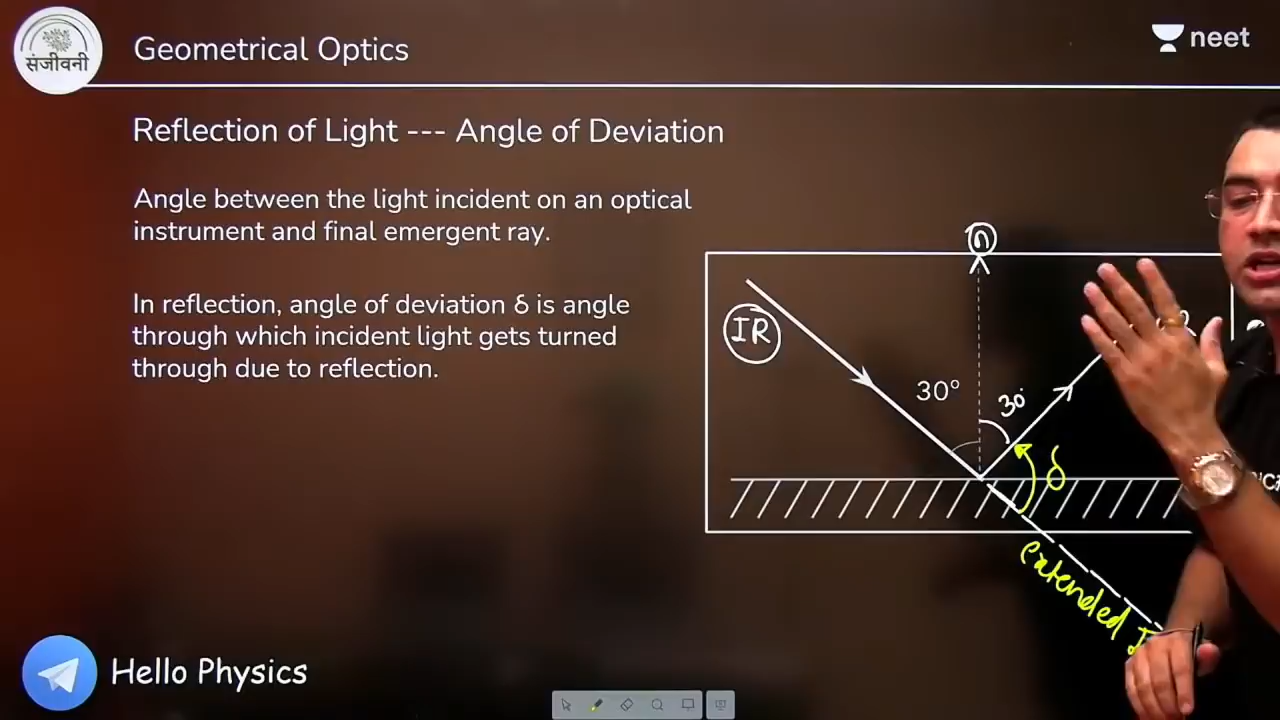 संजीवनी
Geometrical Optics
neet
Reflection of Light --- Angle of Deviation
Angle between the light incident on an optical
instrument and final emergent ray.
In reflection, angle of deviation δ is angle
through which incident light gets turned
through due to reflection.
n
IR
30°
30°
δ
extended I
Hello Physics